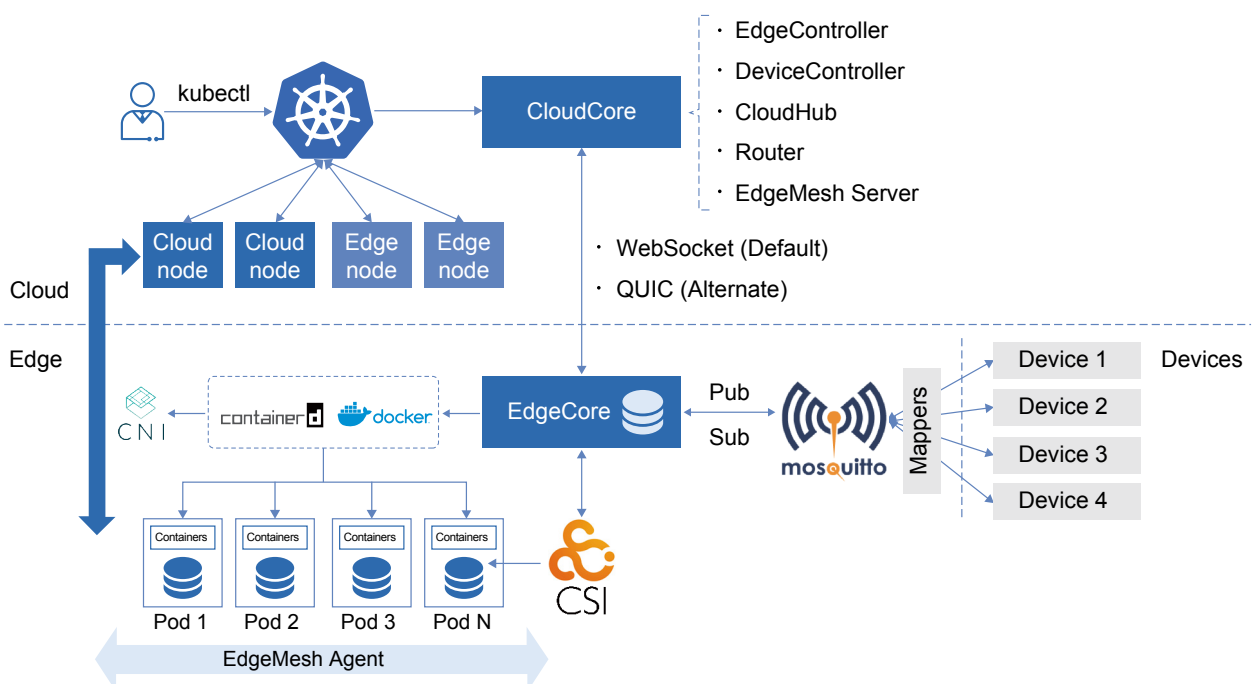 kubectl
CloudCore
· EdgeController
· DeviceController
· CloudHub
· Router
· EdgeMesh Server
Cloud
node
Cloud
node
Edge
node
Edge
node
· WebSocket (Default)
· QUIC (Alternate)
Cloud
Edge
CNI
containerd
docker
EdgeCore
Pub
Sub
mosquitto
Mappers
Device 1
Device 2
Device 3
Device 4
Devices
Containers
Containers
Containers
Containers
Pod 1
Pod 2
Pod 3
Pod N
CSI
EdgeMesh Agent